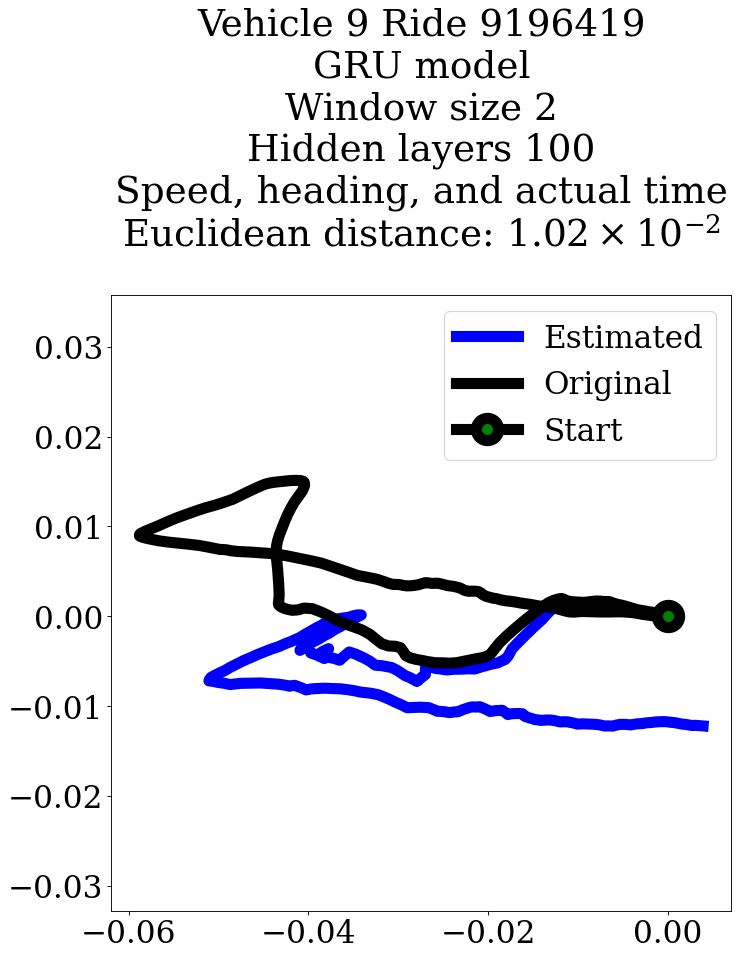 Vehicle 9 Ride 9196419
GRU model
Window size 2
Hidden layers 100
Speed, heading, and actual time
Euclidean distance: 1.02 × 10⁻²
Estimated
Original
Start
0.03
0.02
0.01
0.00
−0.01
−0.02
−0.03
−0.06
−0.04
−0.02
0.00